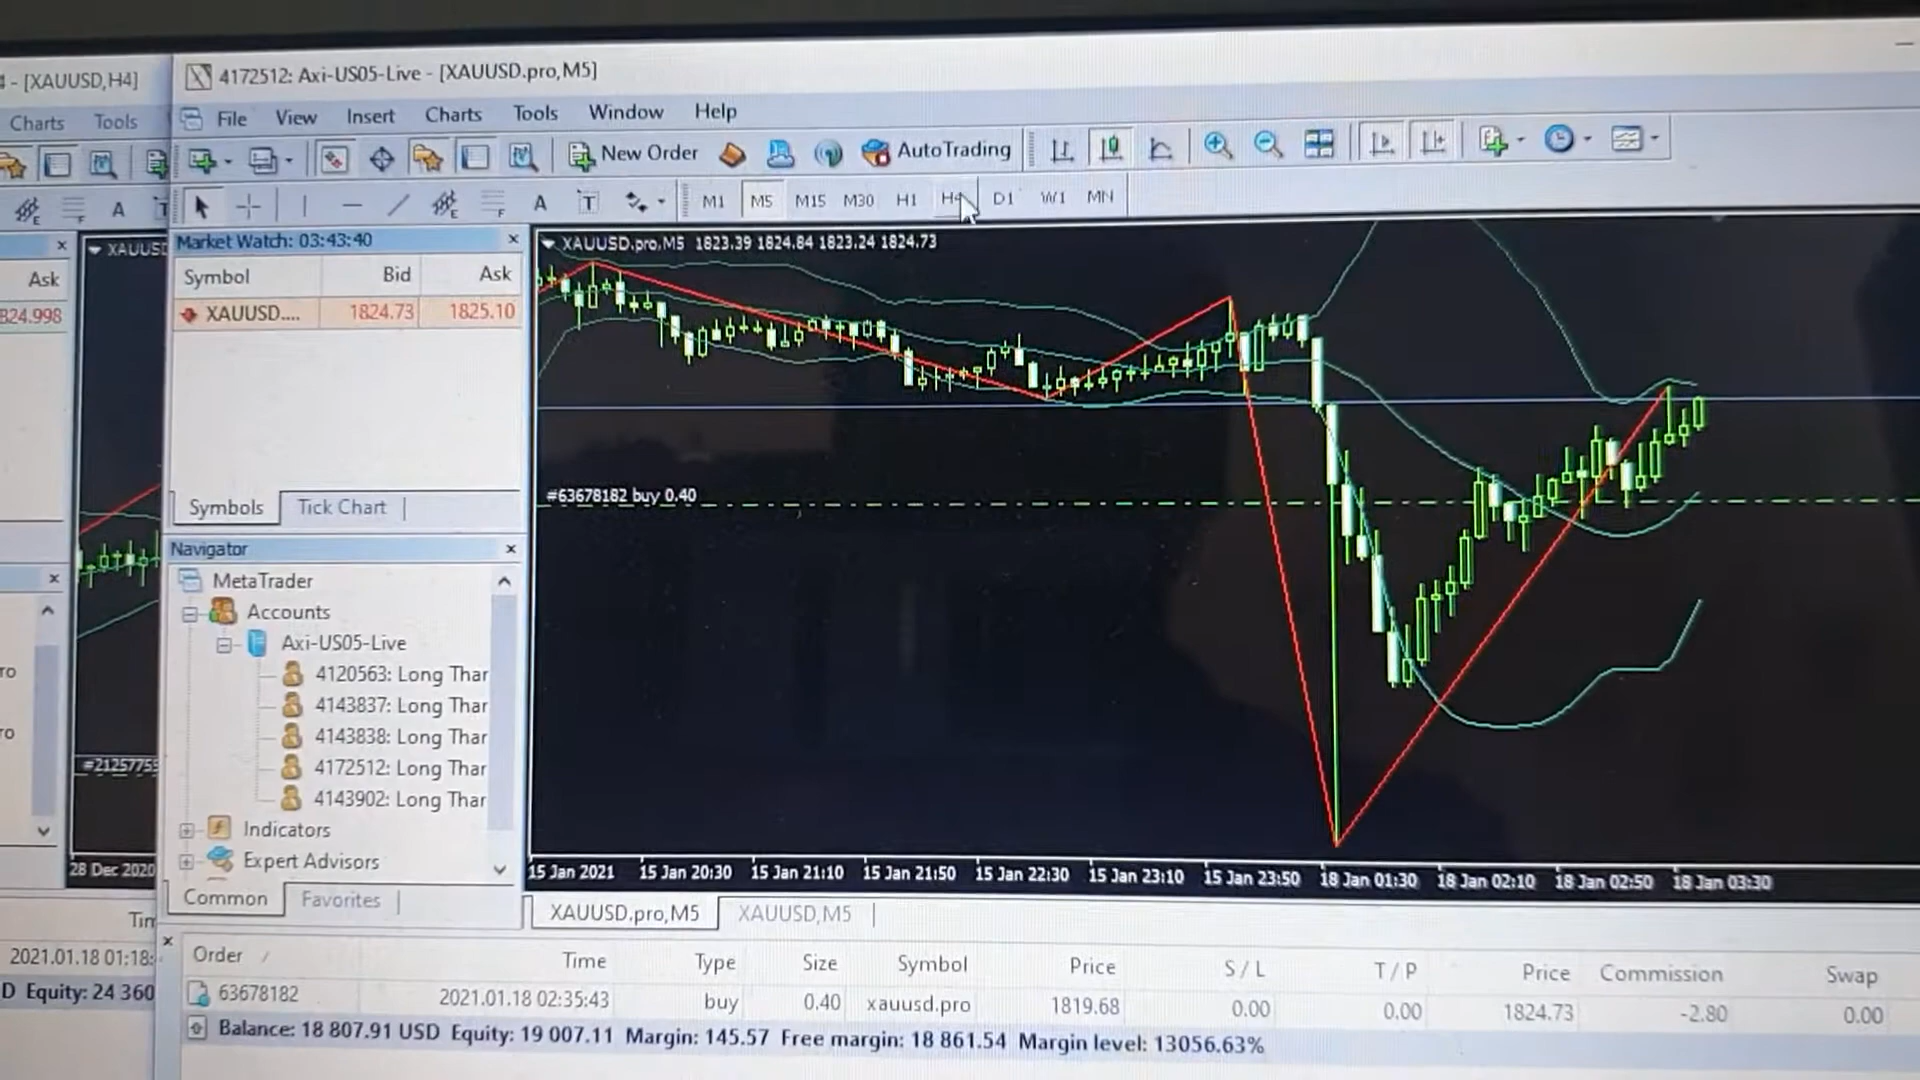 4 - [XAUUSD,H4]
Charts Tools
Ask
824.998
XAUUSD
#2125775
28 Dec 2020
2021.01.18 01:18:
D Equity: 24 360
4172512: Axi-US05-Live - [XAUUSD.pro,M5]
File View Insert Charts Tools Window Help
New Order AutoTrading
M1 M5 M15 M30 H1 H4 D1 W1 MN
Market Watch: 03:43:40
Symbol Bid Ask
XAUUSD.... 1824.73 1825.10
Symbols Tick Chart
Navigator
MetaTrader
Accounts
Axi-US05-Live
4120563: Long Thar
4143837: Long Thar
4143838: Long Thar
4172512: Long Thar
4143902: Long Thar
Indicators
Expert Advisors
Common Favorites
XAUUSD.pro,M5 1823.39 1824.84 1823.24 1824.73
#63678182 buy 0.40
15 Jan 2021 15 Jan 20:30 15 Jan 21:10 15 Jan 21:50 15 Jan 22:30 15 Jan 23:10 15 Jan 23:50 18 Jan 01:30 18 Jan 02:10 18 Jan 02:50 18 Jan 03:30
XAUUSD.pro,M5 XAUUSD,M5
Order / Time Type Size Symbol Price S / L T / P Price Commission Swap
63678182 2021.01.18 02:35:43 buy 0.40 xauusd.pro 1819.68 0.00 0.00 1824.73 -2.80 0.00
Balance: 18 807.91 USD Equity: 19 007.11 Margin: 145.57 Free margin: 18 861.54 Margin level: 13056.63%